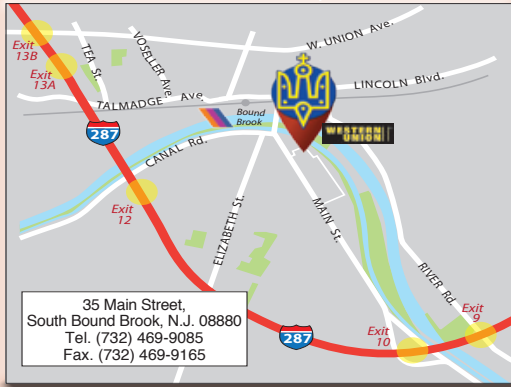 Exit
13B
Exit
13A
TEA St.
VOSELLER Ave.
W. UNION Ave.
LINCOLN Blvd.
TALMADGE Ave.
Bound
Brook
WESTERN
UNION
287
CANAL Rd.
Exit
12
ELIZABETH St.
MAIN St.
RIVER Rd.
Exit
9
Exit
10
287
35 Main Street,
South Bound Brook, N.J. 08880
Tel. (732) 469-9085
Fax. (732) 469-9165